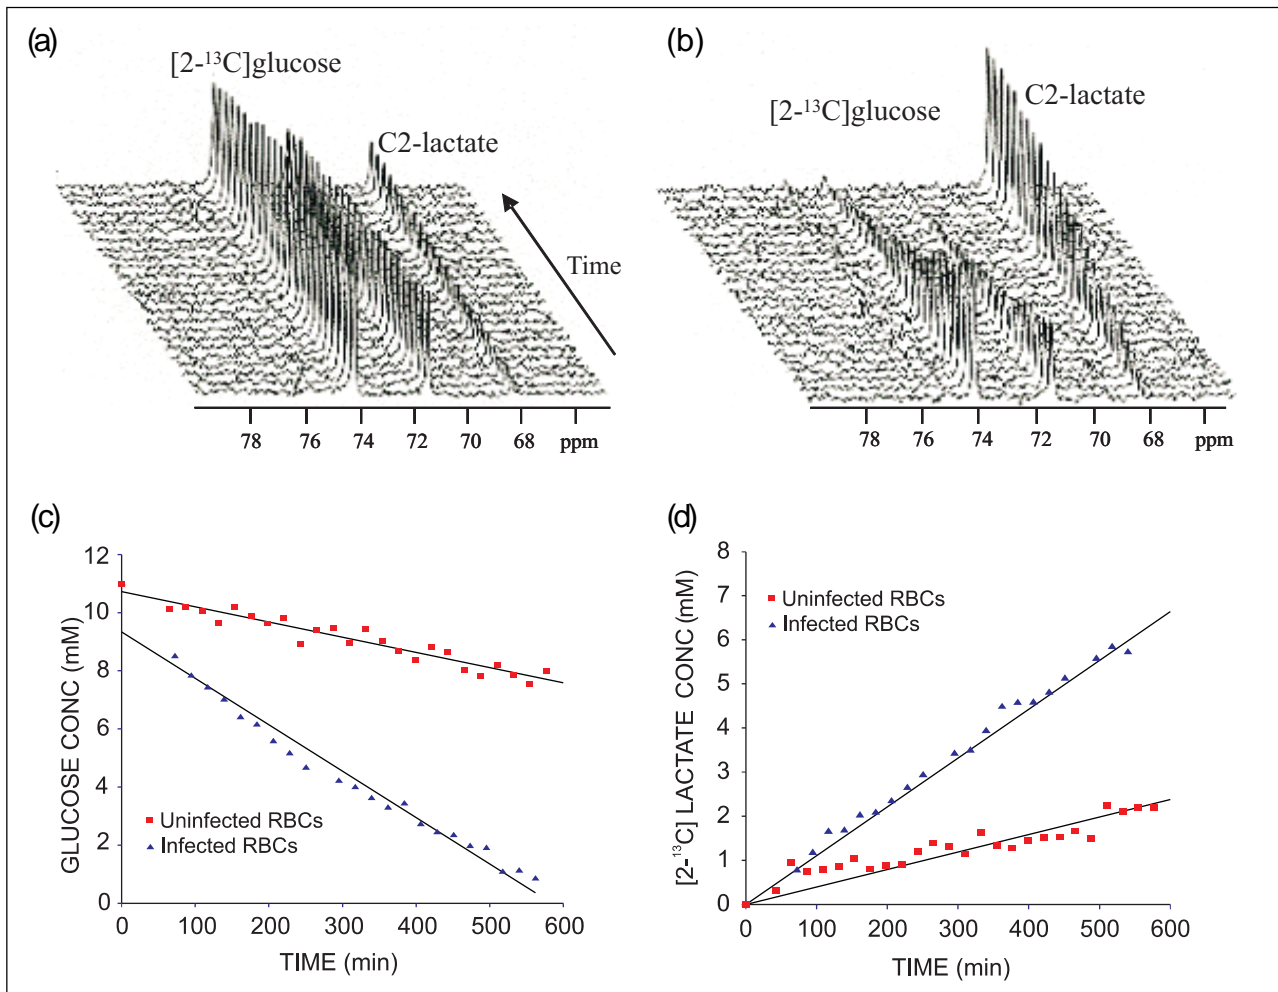 (a)
[2-¹³C]glucose
C2-lactate
Time
78 76 74 72 70 68 ppm
(b)
[2-¹³C]glucose
C2-lactate
78 76 74 72 70 68 ppm
(c)
GLUCOSE CONC (mM)
12
10
8
6
4
2
0
Uninfected RBCs
Infected RBCs
0 100 200 300 400 500 600
TIME (min)
(d)
[2-¹³C] LACTATE CONC (mM)
8
7
6
5
4
3
2
1
0
Uninfected RBCs
Infected RBCs
0 100 200 300 400 500 600
TIME (min)